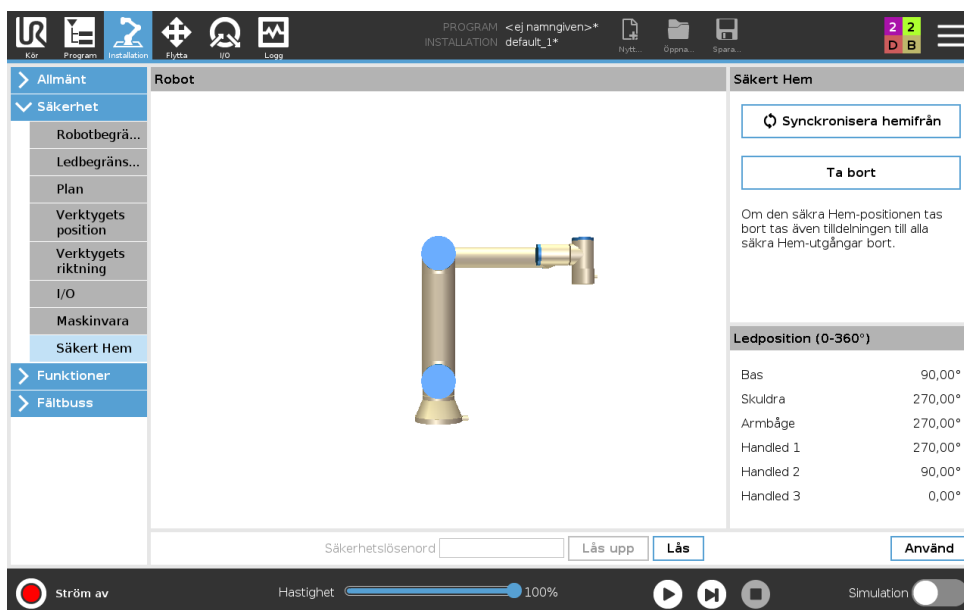 PROGRAM <ej namngiven>*
INSTALLATION default_1*
Kör Program Installation Flytta I/O Logg
Nytt... Öppna... Spara...
2 2
D B
Allmänt
Säkerhet
Robotbegrä...
Ledbegräns...
Plan
Verktygets
position
Verktygets
riktning
I/O
Maskinvara
Säkert Hem
Funktioner
Fältbuss
Robot
Säkert Hem
Synckronisera hemifrån
Ta bort
Om den säkra Hem-positionen tas
bort tas även tilldelningen till alla
säkra Hem-utgångar bort.
Ledposition (0-360°)
Bas 90,00°
Skuldra 270,00°
Armbåge 270,00°
Handled 1 270,00°
Handled 2 90,00°
Handled 3 0,00°
Säkerhetslösenord Lås upp Lås Använd
Ström av Hastighet 100% Simulation